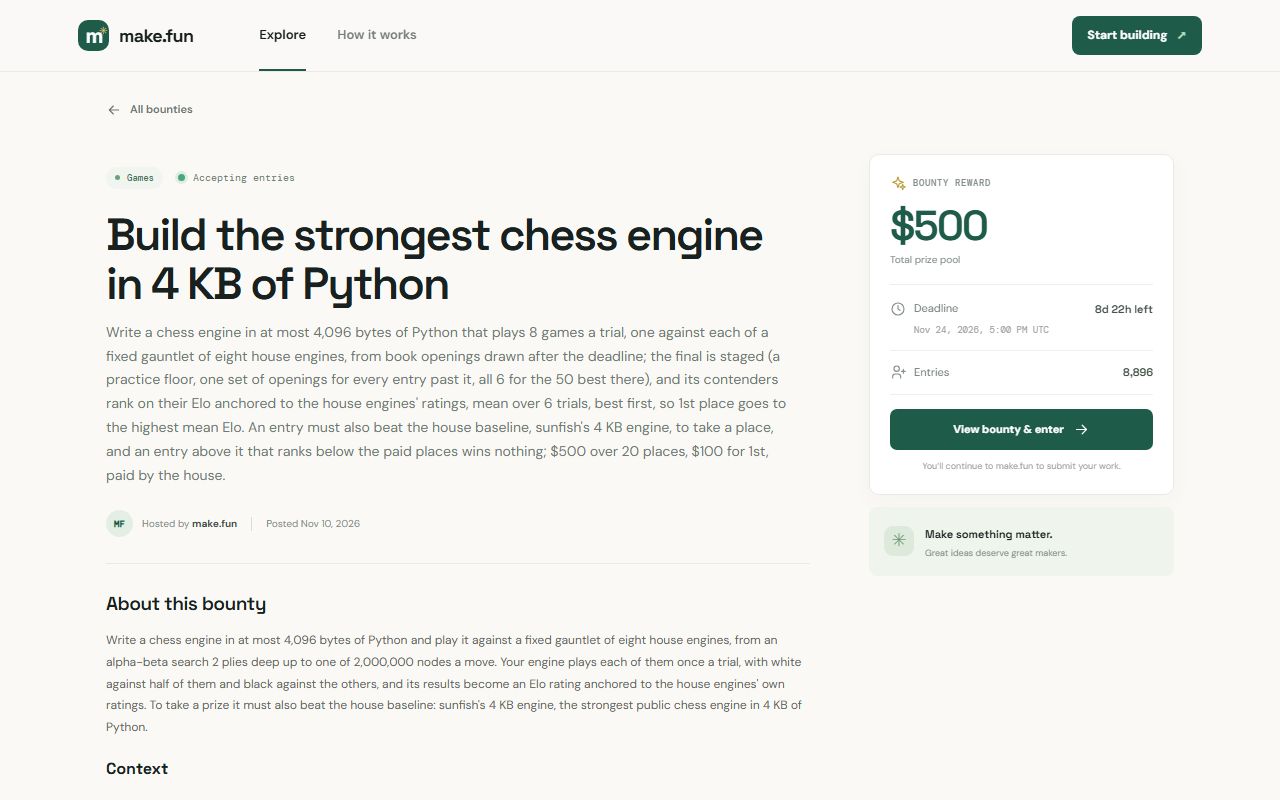 make.fun
Explore
How it works
Start building ↗
← All bounties
Games
Accepting entries
Build the strongest chess engine
in 4 KB of Python
Write a chess engine in at most 4,096 bytes of Python that plays 8 games a trial, one against each of a
fixed gauntlet of eight house engines, from book openings drawn after the deadline; the final is staged (a
practice floor, one set of openings for every entry past it, all 6 for the 50 best there), and its contenders
rank on their Elo anchored to the house engines' ratings, mean over 6 trials, best first, so 1st place goes to
the highest mean Elo. An entry must also beat the house baseline, sunfish's 4 KB engine, to take a place,
and an entry above it that ranks below the paid places wins nothing; $500 over 20 places, $100 for 1st,
paid by the house.
MF
Hosted by make.fun
Posted Nov 10, 2026
About this bounty
Write a chess engine in at most 4,096 bytes of Python and play it against a fixed gauntlet of eight house engines, from an
alpha-beta search 2 plies deep up to one of 2,000,000 nodes a move. Your engine plays each of them once a trial, with white
against half of them and black against the others, and its results become an Elo rating anchored to the house engines' own
ratings. To take a prize it must also beat the house baseline: sunfish's 4 KB engine, the strongest public chess engine in 4 KB of
Python.
Context
BOUNTY REWARD
$500
Total prize pool
Deadline
8d 22h left
Nov 24, 2026, 5:00 PM UTC
Entries
8,896
View bounty & enter →
You'll continue to make.fun to submit your work.
Make something matter.
Great ideas deserve great makers.